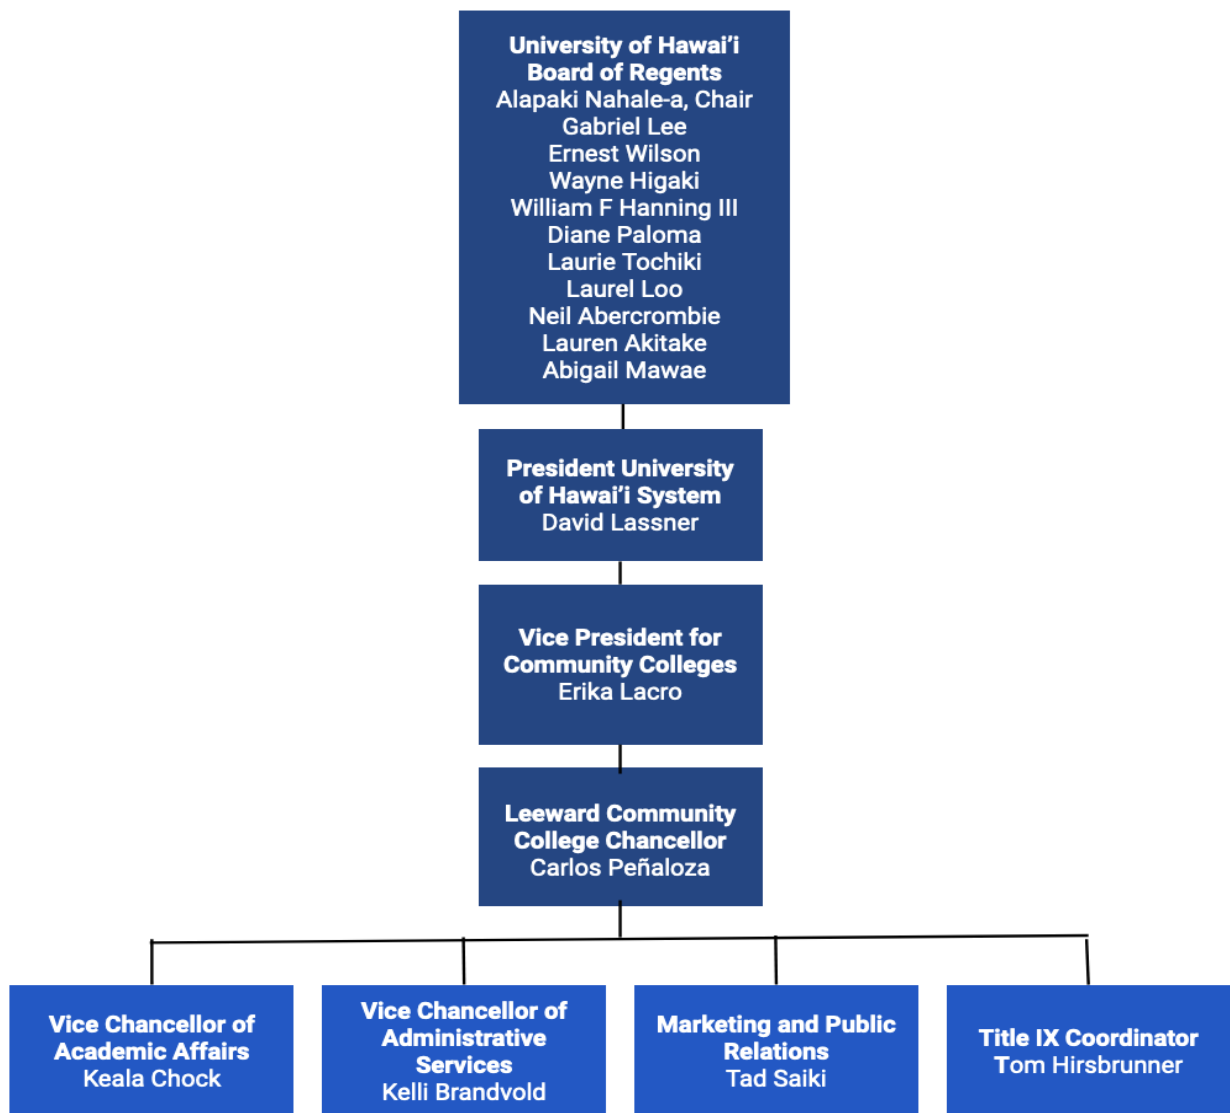 University of Hawai’i
Board of Regents
Alapaki Nahale-a, Chair
Gabriel Lee
Ernest Wilson
Wayne Higaki
William F Hanning III
Diane Paloma
Laurie Tochiki
Laurel Loo
Neil Abercrombie
Lauren Akitake
Abigail Mawae
President University
of Hawai’i System
David Lassner
Vice President for
Community Colleges
Erika Lacro
Leeward Community
College Chancellor
Carlos Peñaloza
Vice Chancellor of
Academic Affairs
Keala Chock
Vice Chancellor of
Administrative
Services
Kelli Brandvold
Marketing and Public
Relations
Tad Saiki
Title IX Coordinator
Tom Hirsbrunner